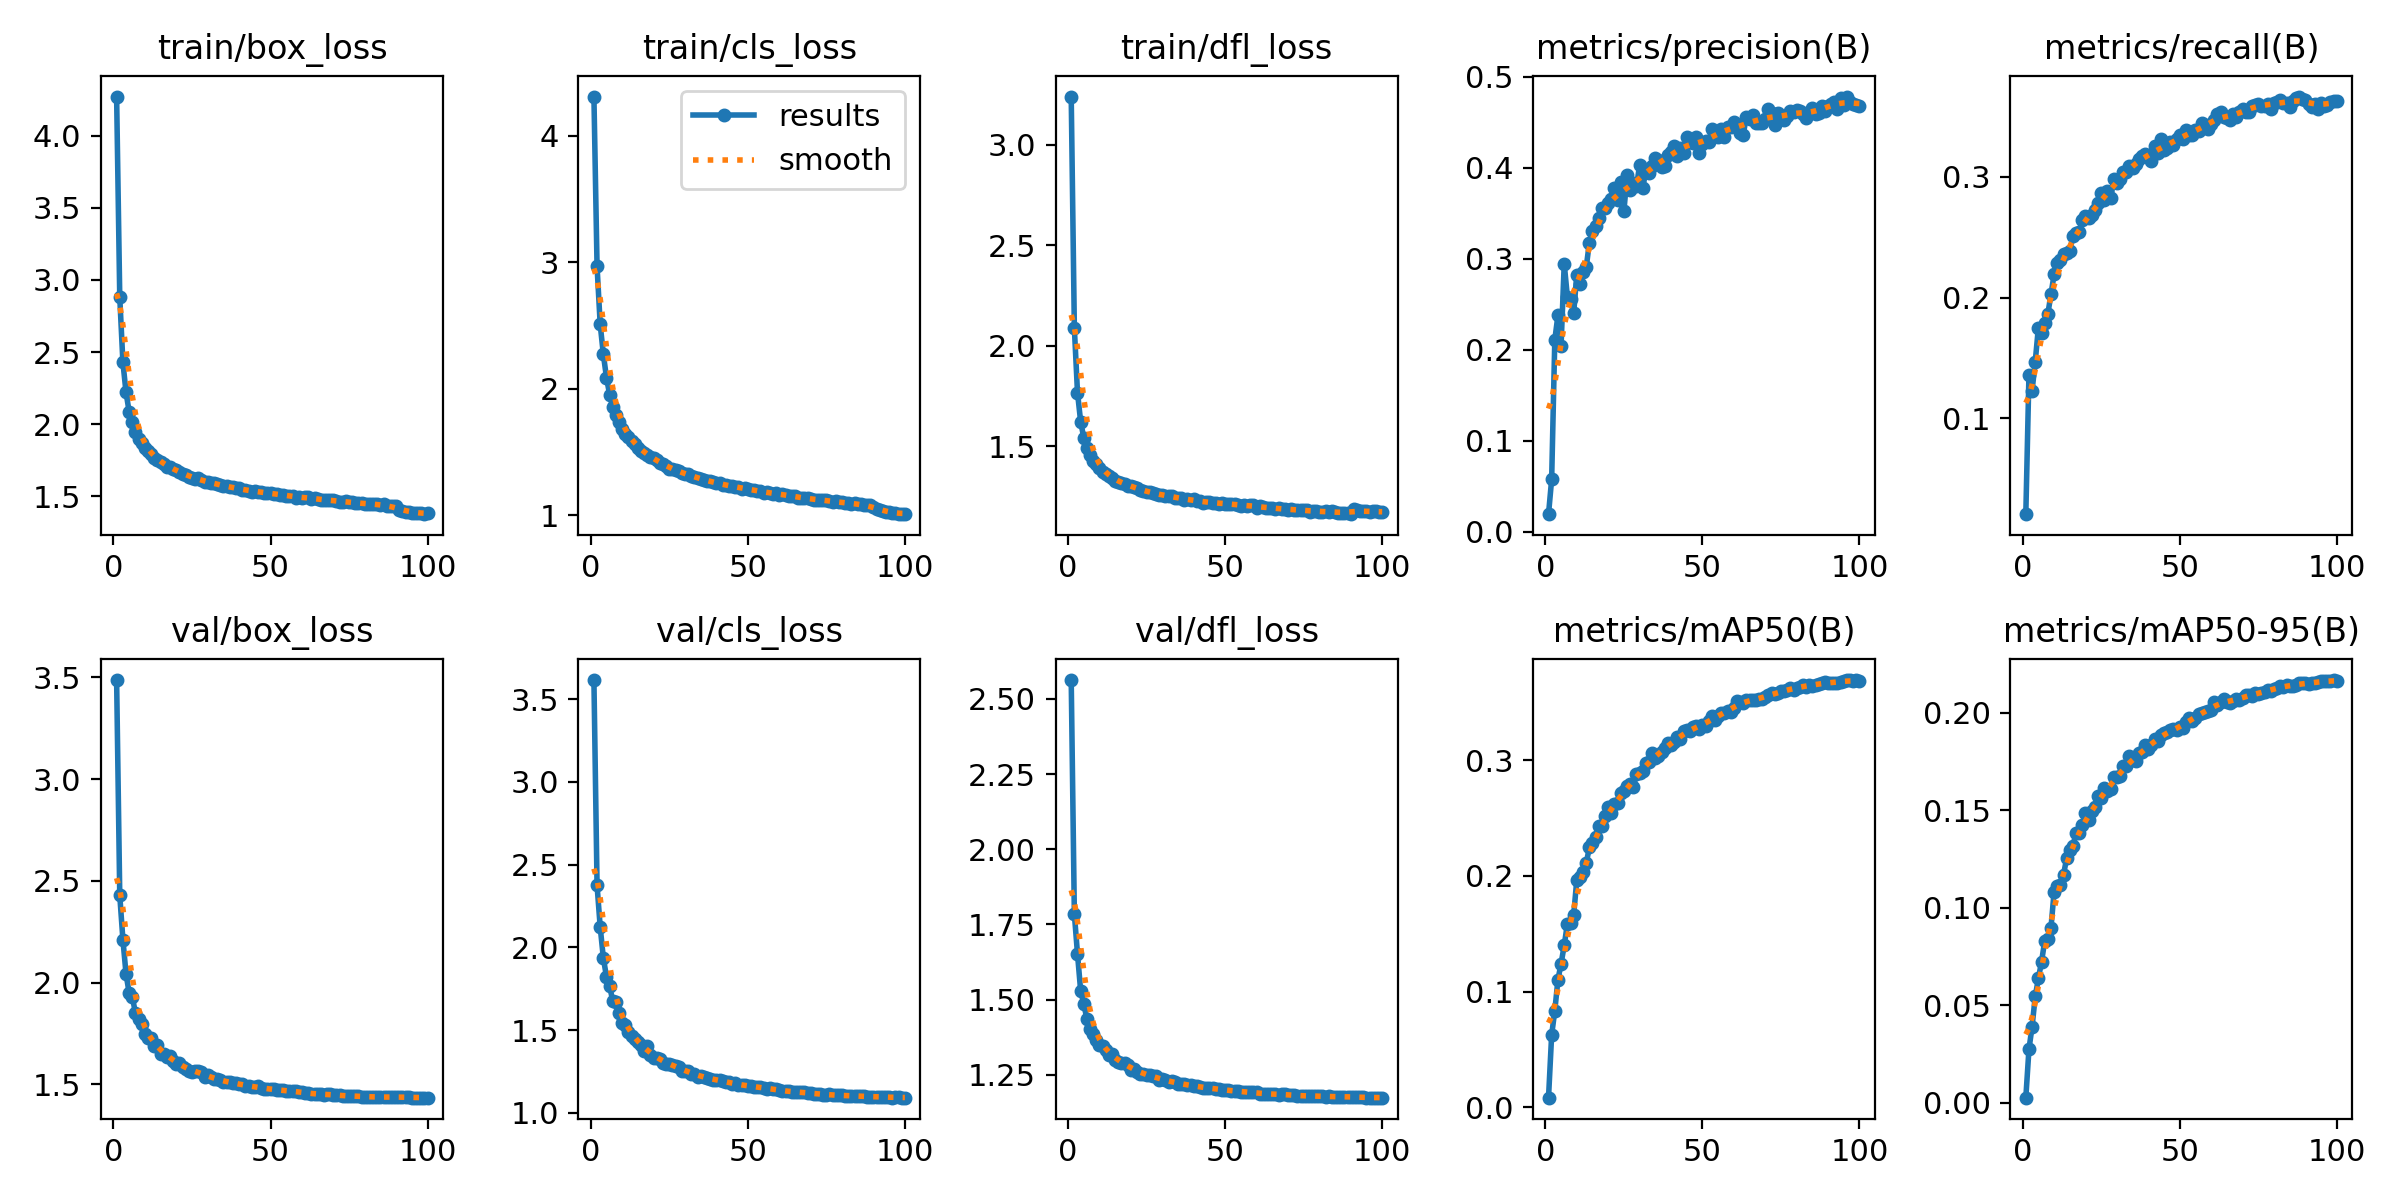 train/box_loss
4.0
3.5
3.0
2.5
2.0
1.5
0 50 100
train/cls_loss
results
smooth
4
3
2
1
0 50 100
train/dfl_loss
3.0
2.5
2.0
1.5
0 50 100
metrics/precision(B)
0.5
0.4
0.3
0.2
0.1
0.0
0 50 100
metrics/recall(B)
0.3
0.2
0.1
0 50 100
val/box_loss
3.5
3.0
2.5
2.0
1.5
0 50 100
val/cls_loss
3.5
3.0
2.5
2.0
1.5
1.0
0 50 100
val/dfl_loss
2.50
2.25
2.00
1.75
1.50
1.25
0 50 100
metrics/mAP50(B)
0.3
0.2
0.1
0.0
0 50 100
metrics/mAP50-95(B)
0.20
0.15
0.10
0.05
0.00
0 50 100